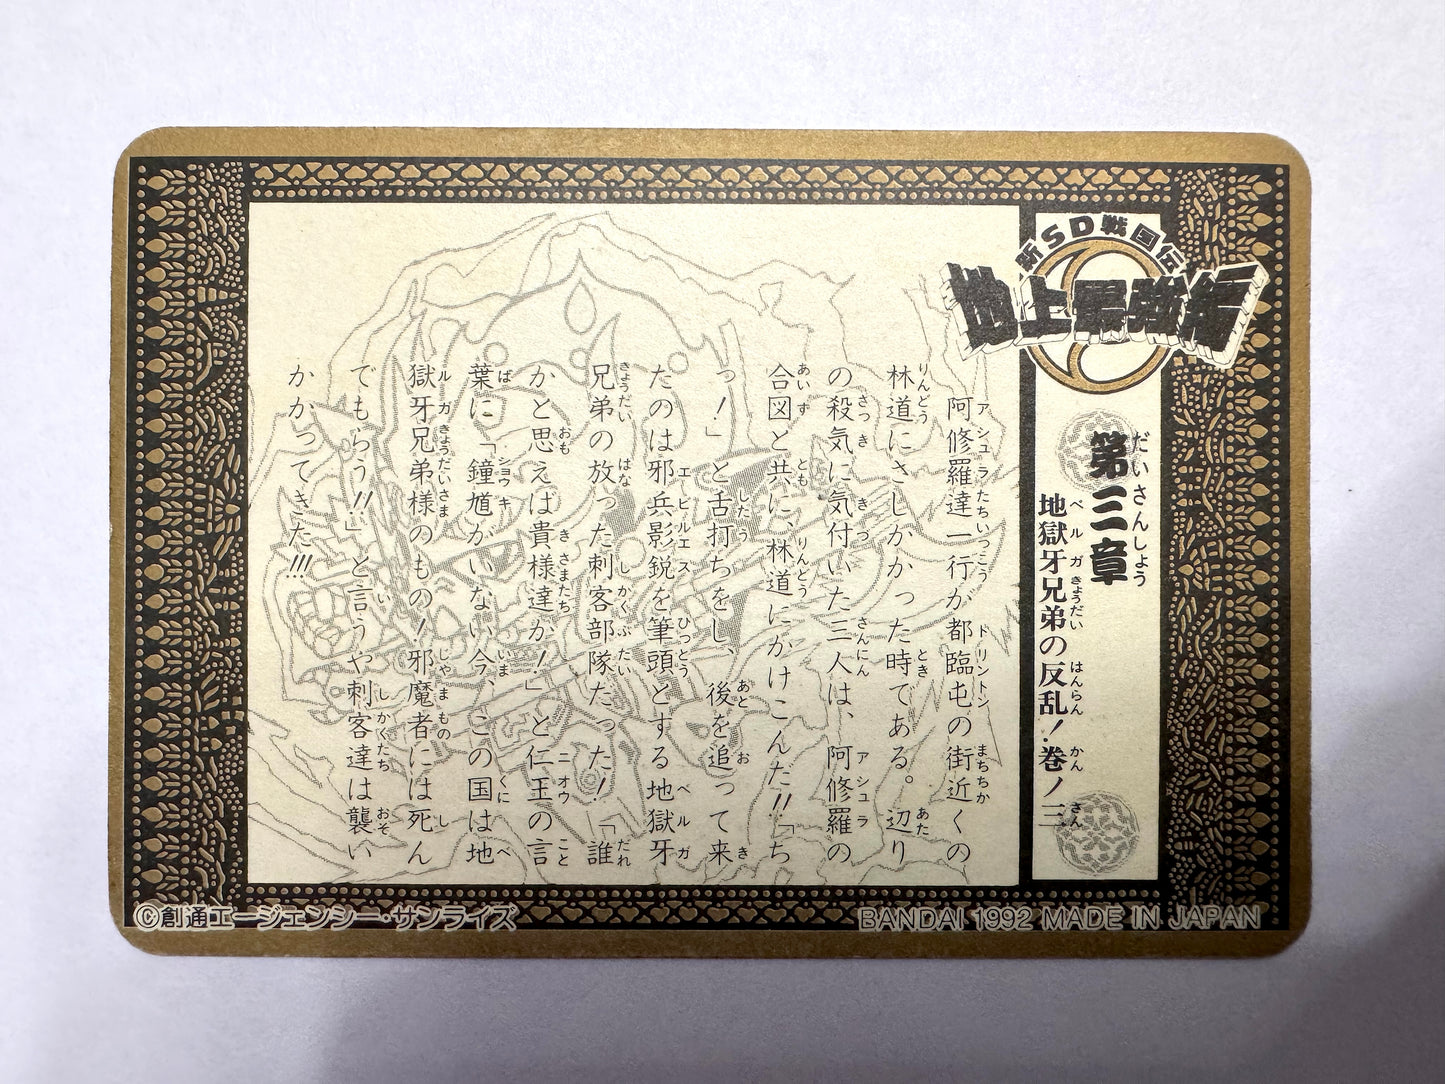 新SD戦国伝
地上最強編
第三章
地獄牙兄弟の反乱！巻ノ三
阿修羅達一行が都臨屯の街近くの
林道にさしかかった時である。辺り
の殺気に気付いた三人は、阿修羅の
合図と共に、林道にかけこんだ!!「ち
っ！」と舌打ちをし、後を追って来
たのは邪兵影鋭を筆頭とする地獄牙
兄弟の放った刺客部隊だった！「誰
かと思えば貴様達か！」と仁王の言
葉に「鐘馗がいない今、この国は地
獄牙兄弟様のもの！邪魔者には死ん
でもらう!!」と言うや刺客達は襲い
かかってきた!!!
©創通エージェンシー・サンライズ
BANDAI 1992 MADE IN JAPAN